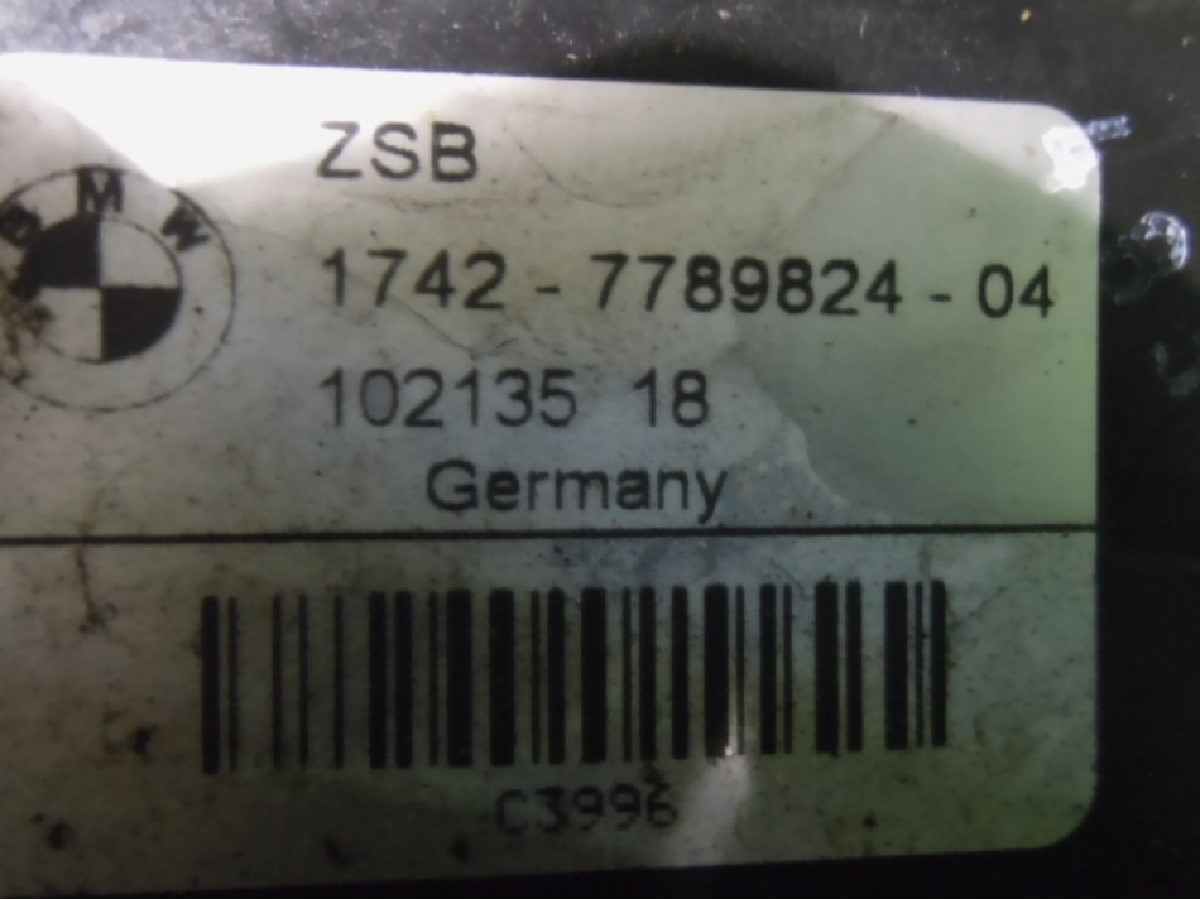 BMW
ZSB
1742 - 7789824 - 04
102135 18
Germany
C3996